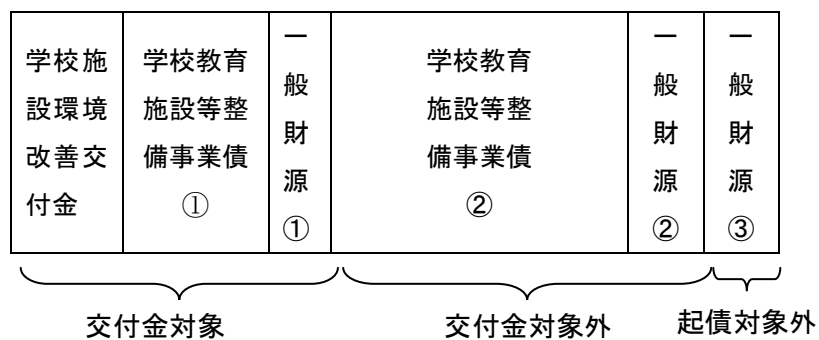 学校施
設環境
改善交
付金
学校教育
施設等整
備事業債
①
一般財源①
学校教育
施設等整
備事業債
②
一般財源②
一般財源③
交付金対象
交付金対象外
起債対象外